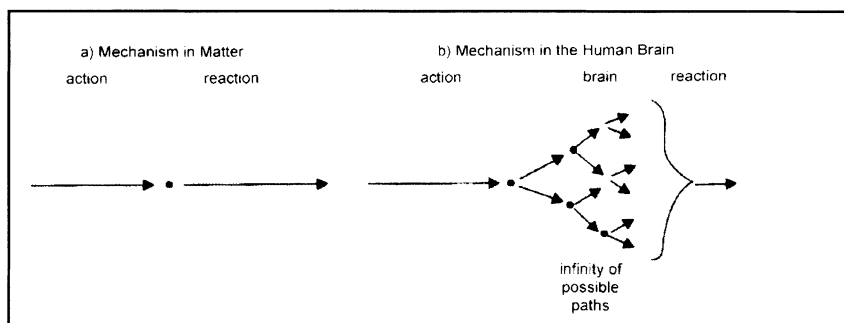 a) Mechanism in Matter
action reaction
b) Mechanism in the Human Brain
action brain reaction
infinity of
possible
paths